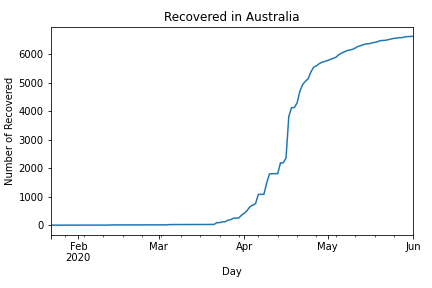 Recovered in Australia
Number of Recovered
6000
5000
4000
3000
2000
1000
0
Feb
2020
Mar
Apr
May
Jun
Day